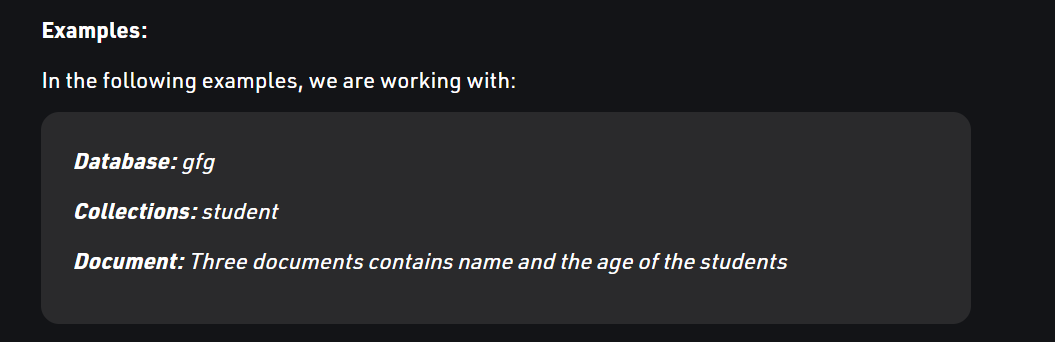 Examples:
In the following examples, we are working with:
Database: gfg
Collections: student
Document: Three documents contains name and the age of the students